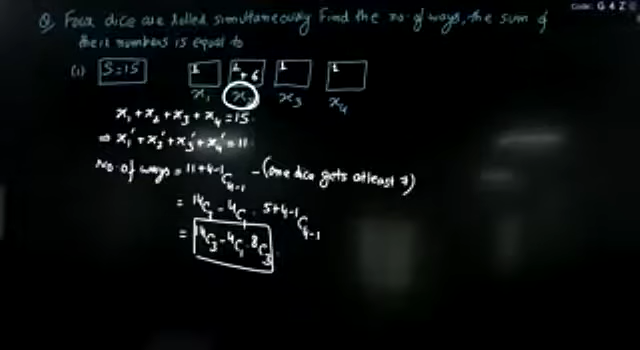 Code: G4Z
Q. Four dice are rolled simultaneously Find the no. of ways, the sum of
their numbers is equal to
(1) S=15 1 1+6 1 1
x₁ x₂ x₃ x₄
x₁ + x₂ + x₃ + x₄ = 15
⇒ x₁' + x₂' + x₃' + x₄' = 11
No. of ways = ¹¹⁺⁴⁻¹C₄₋₁ - (one dice gets atleast 7)
= ¹⁴C₃ - ⁴C₁ · ⁵⁺⁴⁻¹C₄₋₁
= ¹⁴C₃ - ⁴C₁ · ⁸C₃